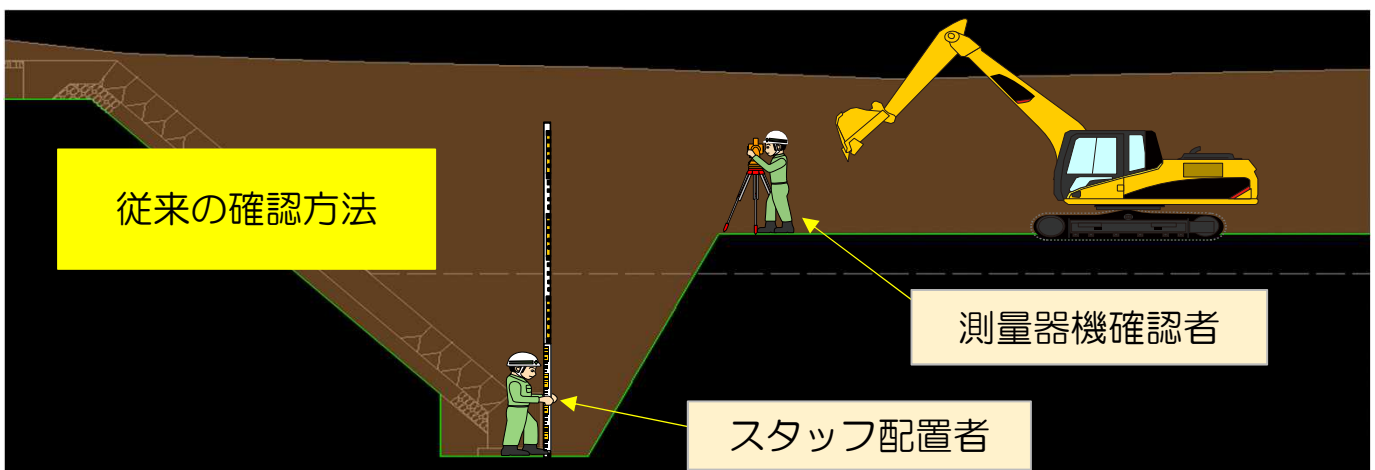 従来の確認方法
測量器機確認者
スタッフ配置者